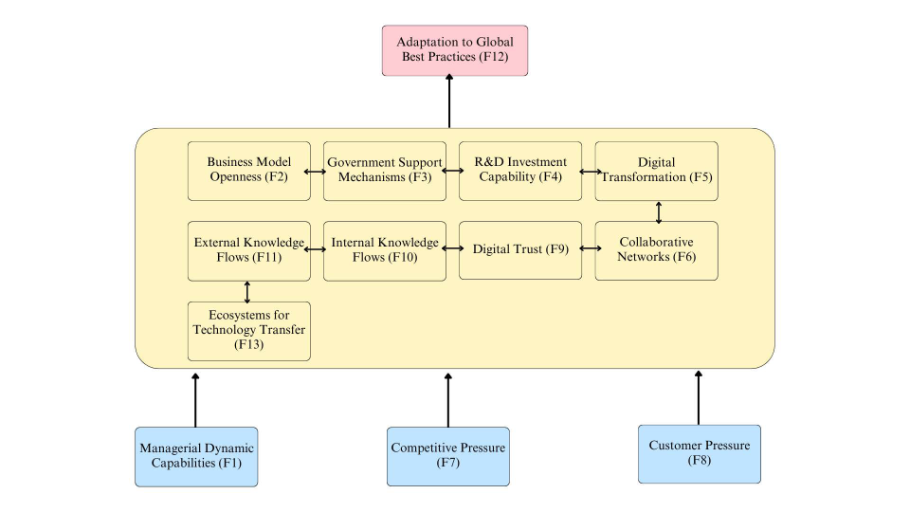 Adaptation to Global
Best Practices (F12)
Business Model
Openness (F2)
Government Support
Mechanisms (F3)
R&D Investment
Capability (F4)
Digital
Transformation (F5)
External Knowledge
Flows (F11)
Internal Knowledge
Flows (F10)
Digital Trust (F9)
Collaborative
Networks (F6)
Ecosystems for
Technology Transfer
(F13)
Managerial Dynamic
Capabilities (F1)
Competitive Pressure
(F7)
Customer Pressure
(F8)